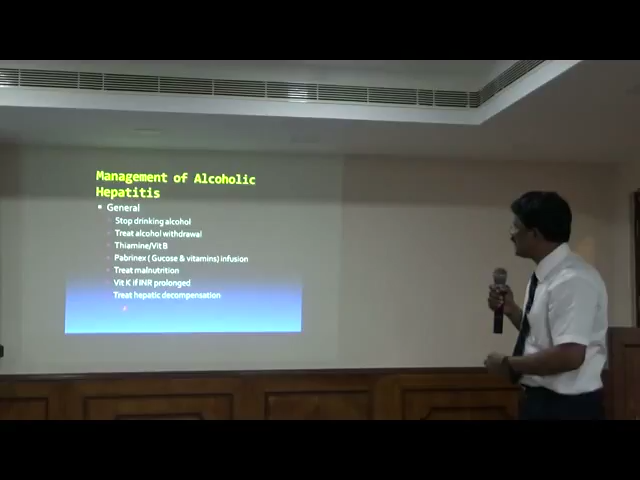 Management of Alcoholic
Hepatitis
General
Stop drinking alcohol
Treat alcohol withdrawal
Thiamine/Vit B
Pabrinex ( Gucose & vitamins) infusion
Treat malnutrition
Vit K if INR prolonged
Treat hepatic decompensation